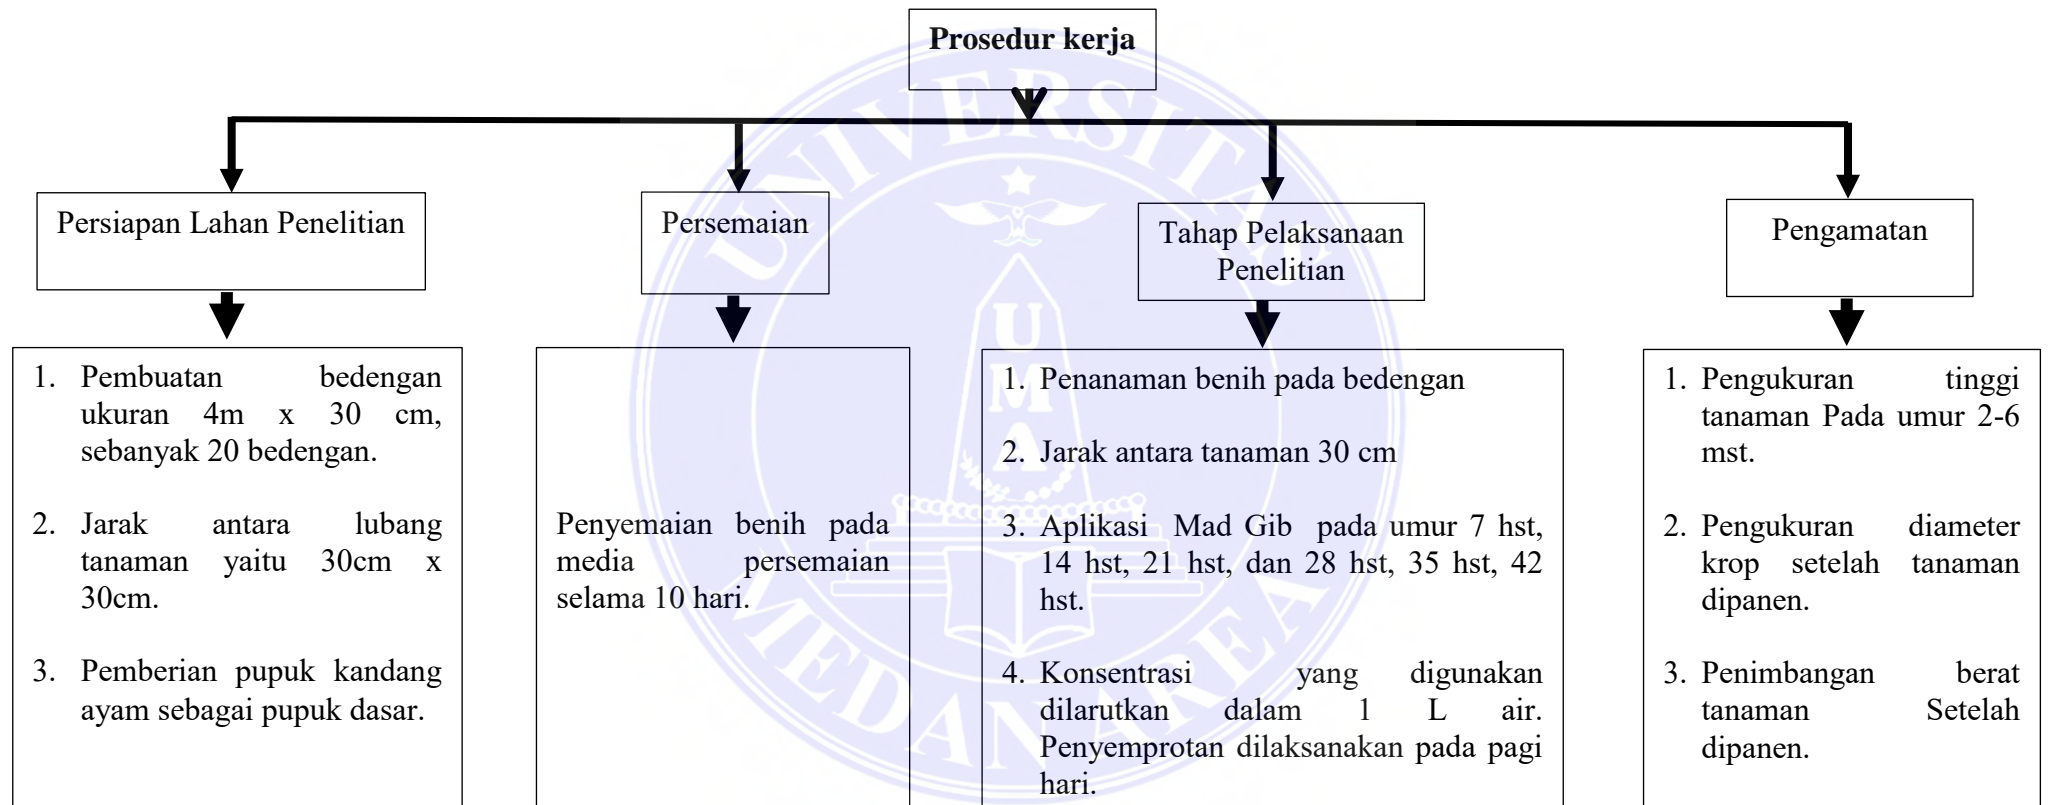 Prosedur kerja
Persiapan Lahan Penelitian
Persemaian
Tahap Pelaksanaan
Penelitian
Pengamatan
1. Pembuatan bedengan
ukuran 4m x 30 cm,
sebanyak 20 bedengan.
2. Jarak antara lubang
tanaman yaitu 30cm x
30cm.
3. Pemberian pupuk kandang
ayam sebagai pupuk dasar.
Penyemaian benih pada
media persemaian
selama 10 hari.
1. Penanaman benih pada bedengan
2. Jarak antara tanaman 30 cm
3. Aplikasi Mad Gib pada umur 7 hst,
14 hst, 21 hst, dan 28 hst, 35 hst, 42
hst.
4. Konsentrasi yang digunakan
dilarutkan dalam 1 L air.
Penyemprotan dilaksanakan pada pagi
hari.
1. Pengukuran tinggi
tanaman Pada umur 2-6
mst.
2. Pengukuran diameter
krop setelah tanaman
dipanen.
3. Penimbangan berat
tanaman Setelah
dipanen.
UNIVERSITAS
MEDAN AREA
UMA